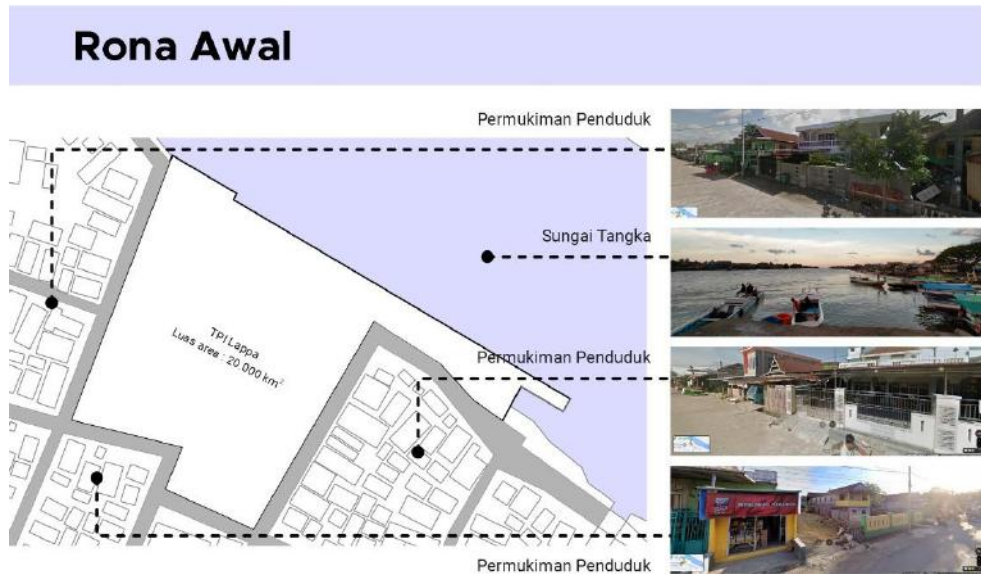 Rona Awal
Permukiman Penduduk
Sungai Tangka
TPI Lappa
Luas area : 20.000 km²
Permukiman Penduduk
Permukiman Penduduk